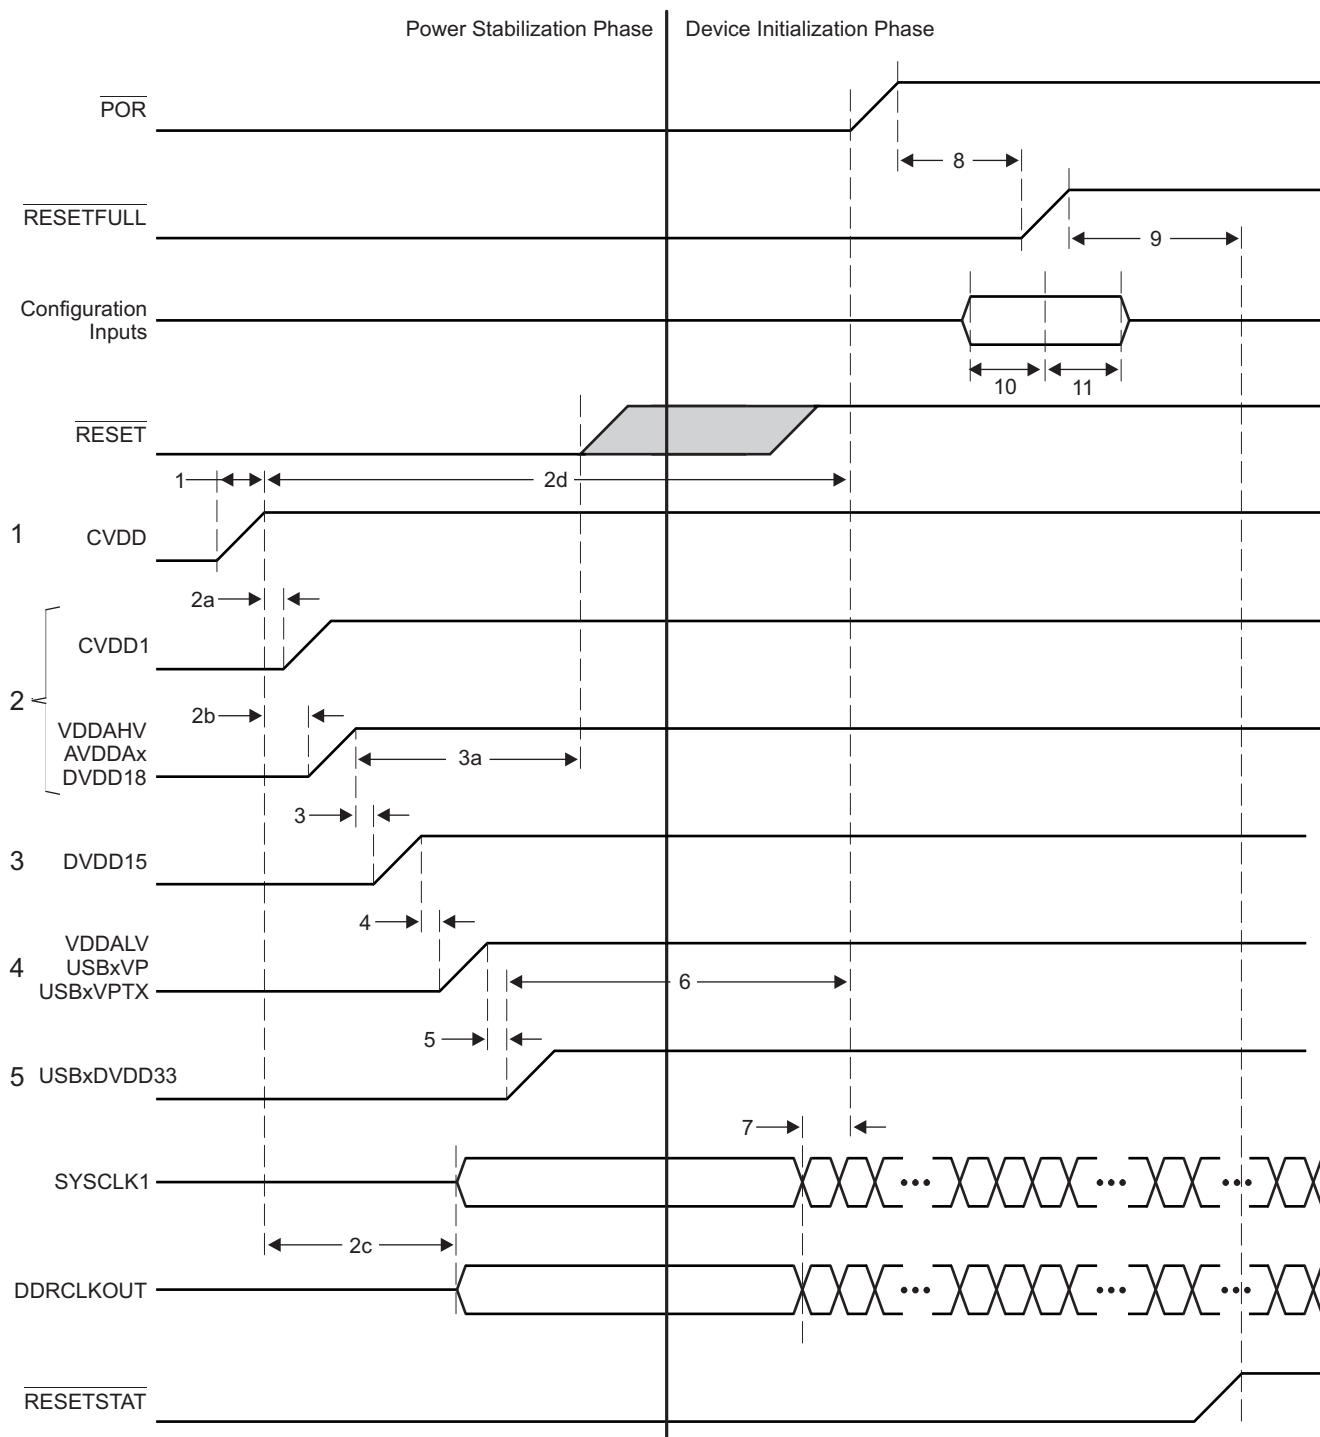 Power Stabilization Phase
Device Initialization Phase
POR
8
RESETFULL
9
Configuration
Inputs
10
11
RESET
1
2d
1
CVDD
2a
CVDD1
2
2b
VDDAHV
AVDDAx
DVDD18
3a
3
3
DVDD15
4
VDDALV
4
USBxVP
USBxVPTX
6
5
5
USBxDVDD33
7
SYSCLK1
•••
•••
•••
2c
DDRCLKOUT
•••
•••
•••
RESETSTAT